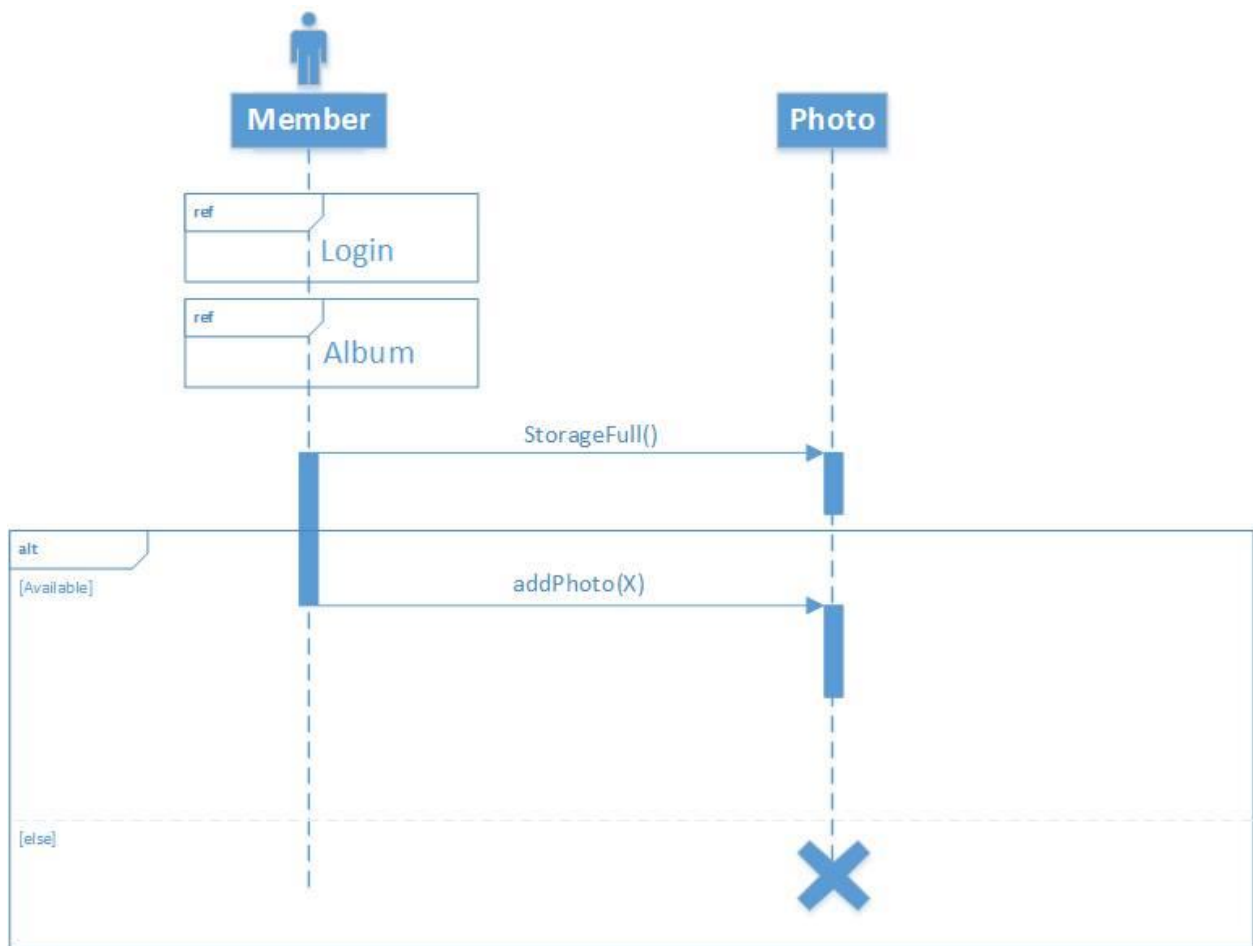 Member
Photo
ref
Login
ref
Album
StorageFull()
alt
[Available]
addPhoto(X)
[else]